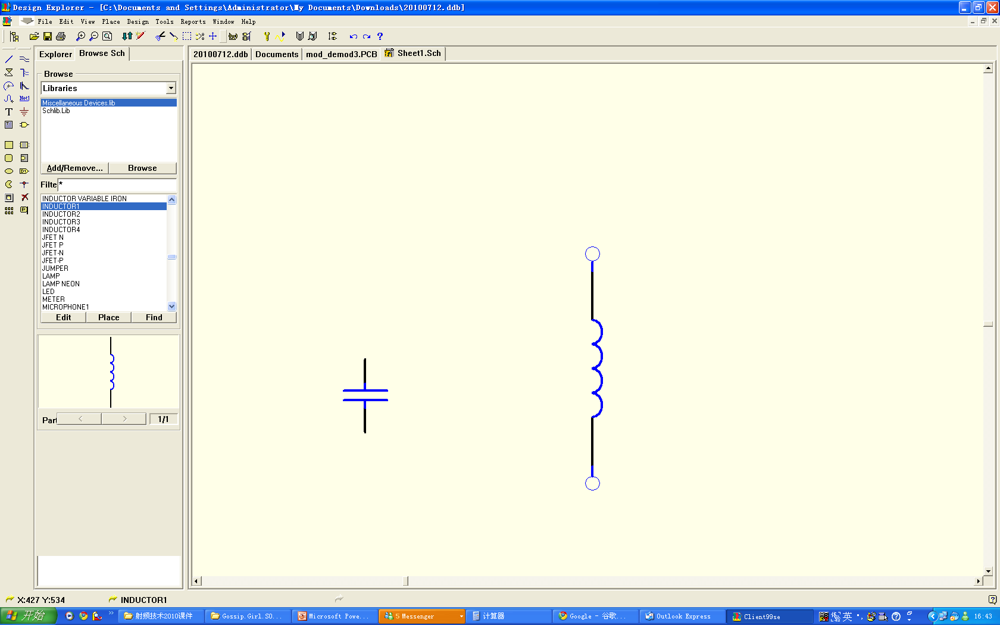 Design Explorer - [C:\Documents and Settings\Administrator\My Documents\Downloads\20100712.ddb]
File Edit View Place Design Tools Reports Window Help
Explorer Browse Sch
20100712.ddb Documents mod_demod3.PCB Sheet1.Sch
Browse
Libraries
Miscellaneous Devices.lib
Schlib.Lib
Add/Remove... Browse
Filte *
INDUCTOR VARIABLE IRON
INDUCTOR1
INDUCTOR2
INDUCTOR3
INDUCTOR4
JFET N
JFET P
JFET-N
JFET-P
JUMPER
LAMP
LAMP NEON
LED
METER
MICROPHONE1
Edit Place Find
Part < > 1/1
Net1
T
D1
P
X:427 Y:534 INDUCTOR1
开始 射频技术2010课件 Gossip.Girl.S0... Microsoft Powe... 5 Messenger 计算器 Google - 谷歌... Outlook Express Client99se 英 16:43